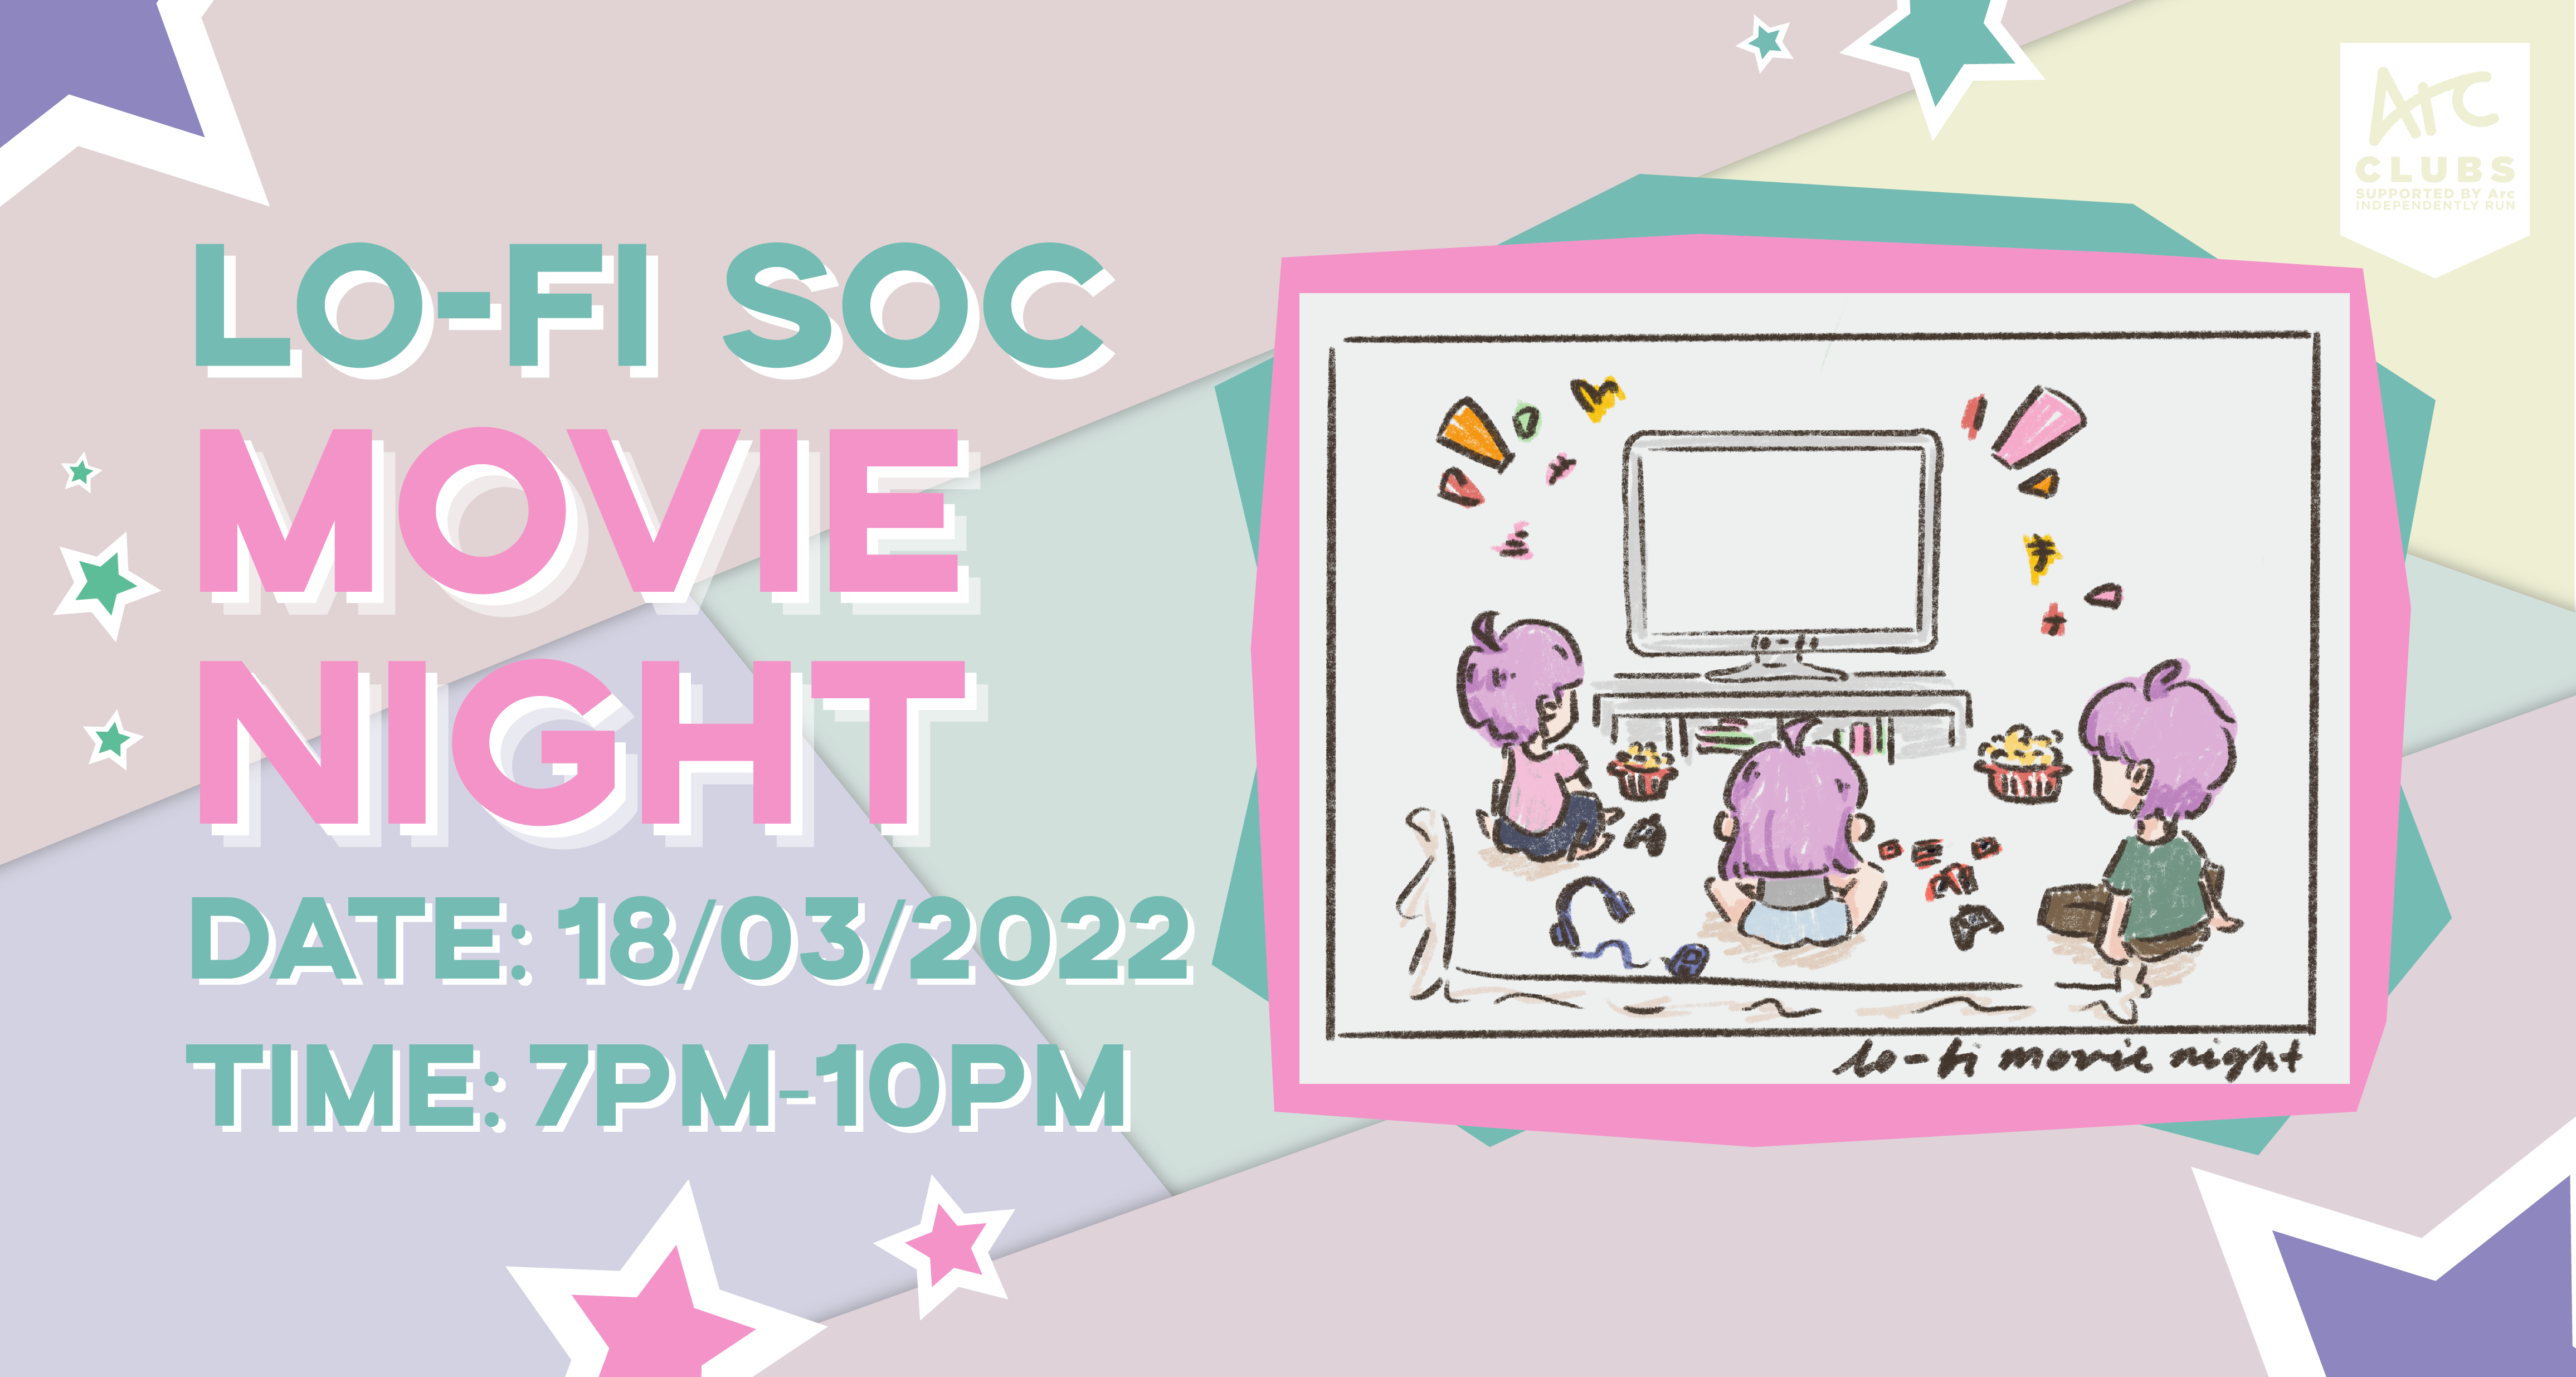 LO-FI SOC
MOVIE
NIGHT
DATE: 18/03/2022
TIME: 7PM-10PM
Arc
CLUBS
SUPPORTED BY Arc
INDEPENDENTLY RUN
lo-fi movie night